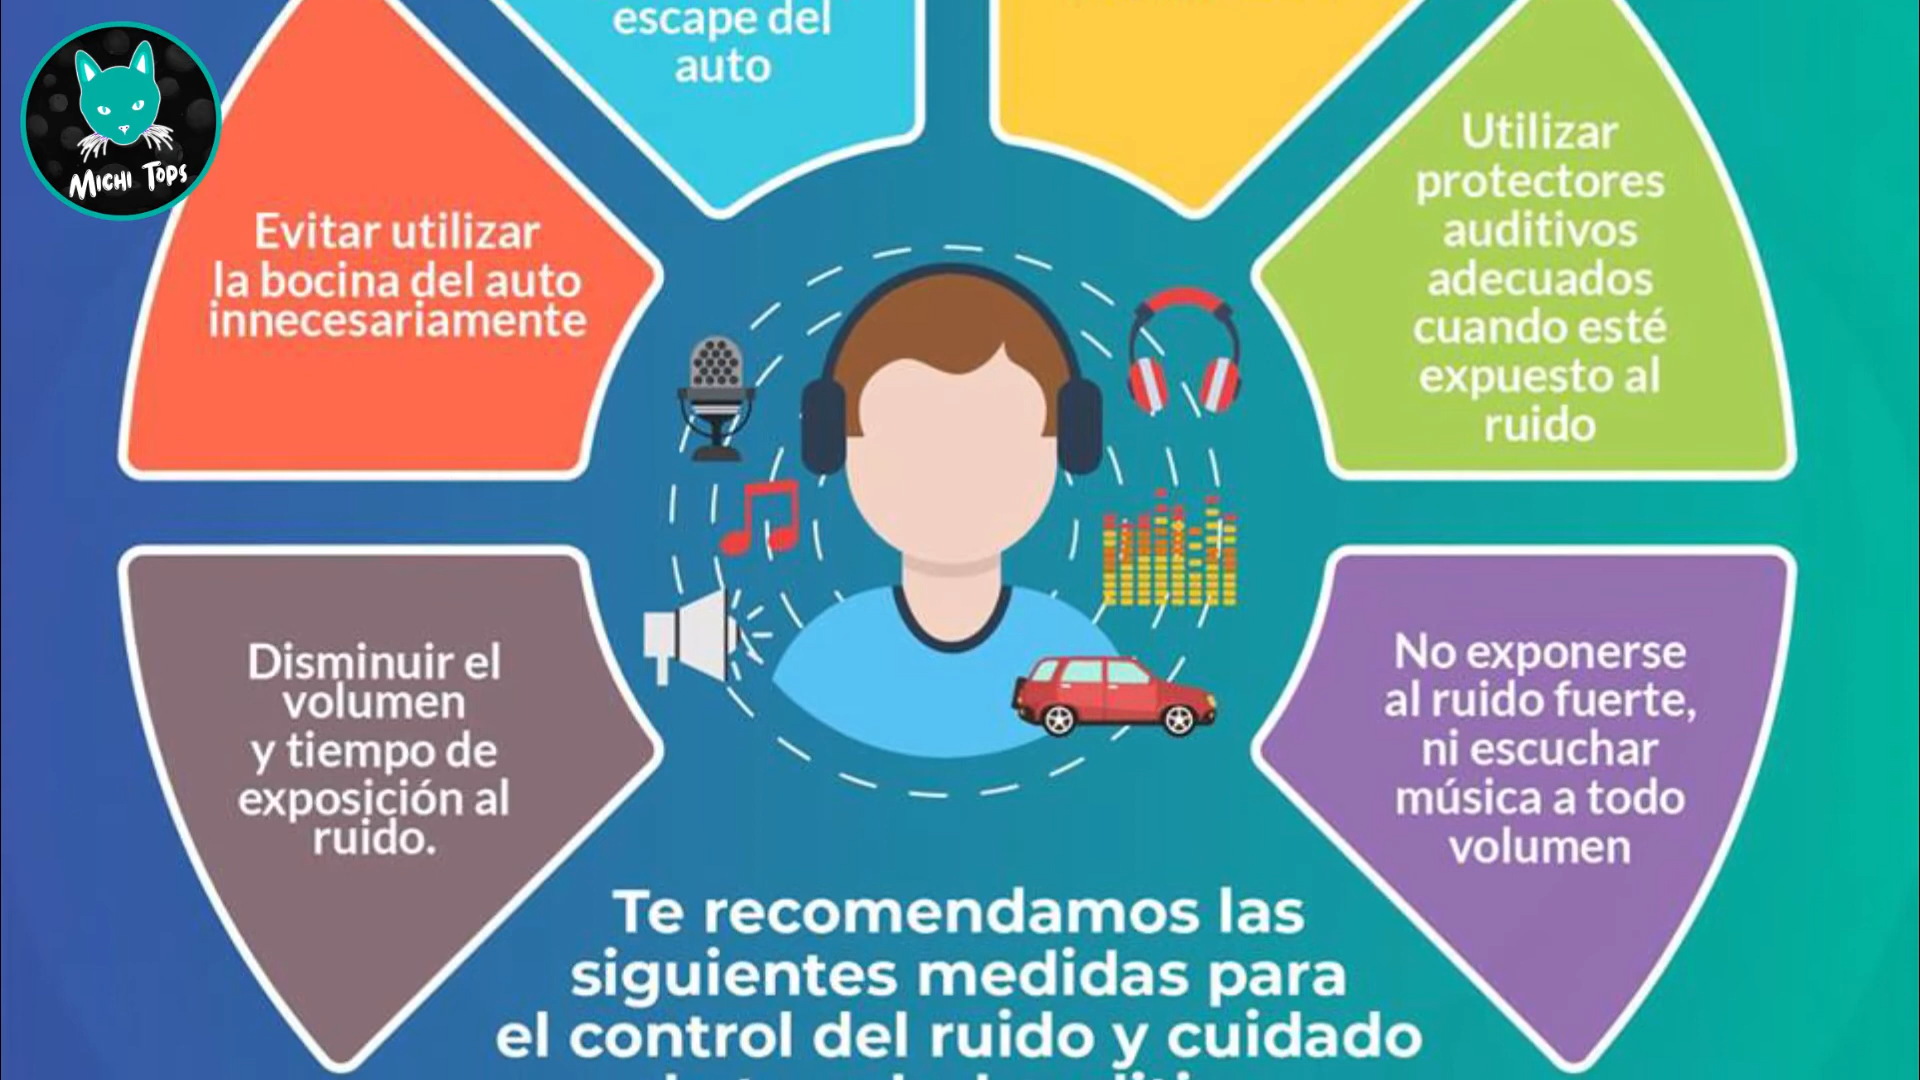 MICHI TOPS
escape del
auto
Evitar utilizar
la bocina del auto
innecesariamente
Utilizar
protectores
auditivos
adecuados
cuando esté
expuesto al
ruido
Disminuir el
volumen
y tiempo de
exposición al
ruido.
No exponerse
al ruido fuerte,
ni escuchar
música a todo
volumen
Te recomendamos las
siguientes medidas para
el control del ruido y cuidado